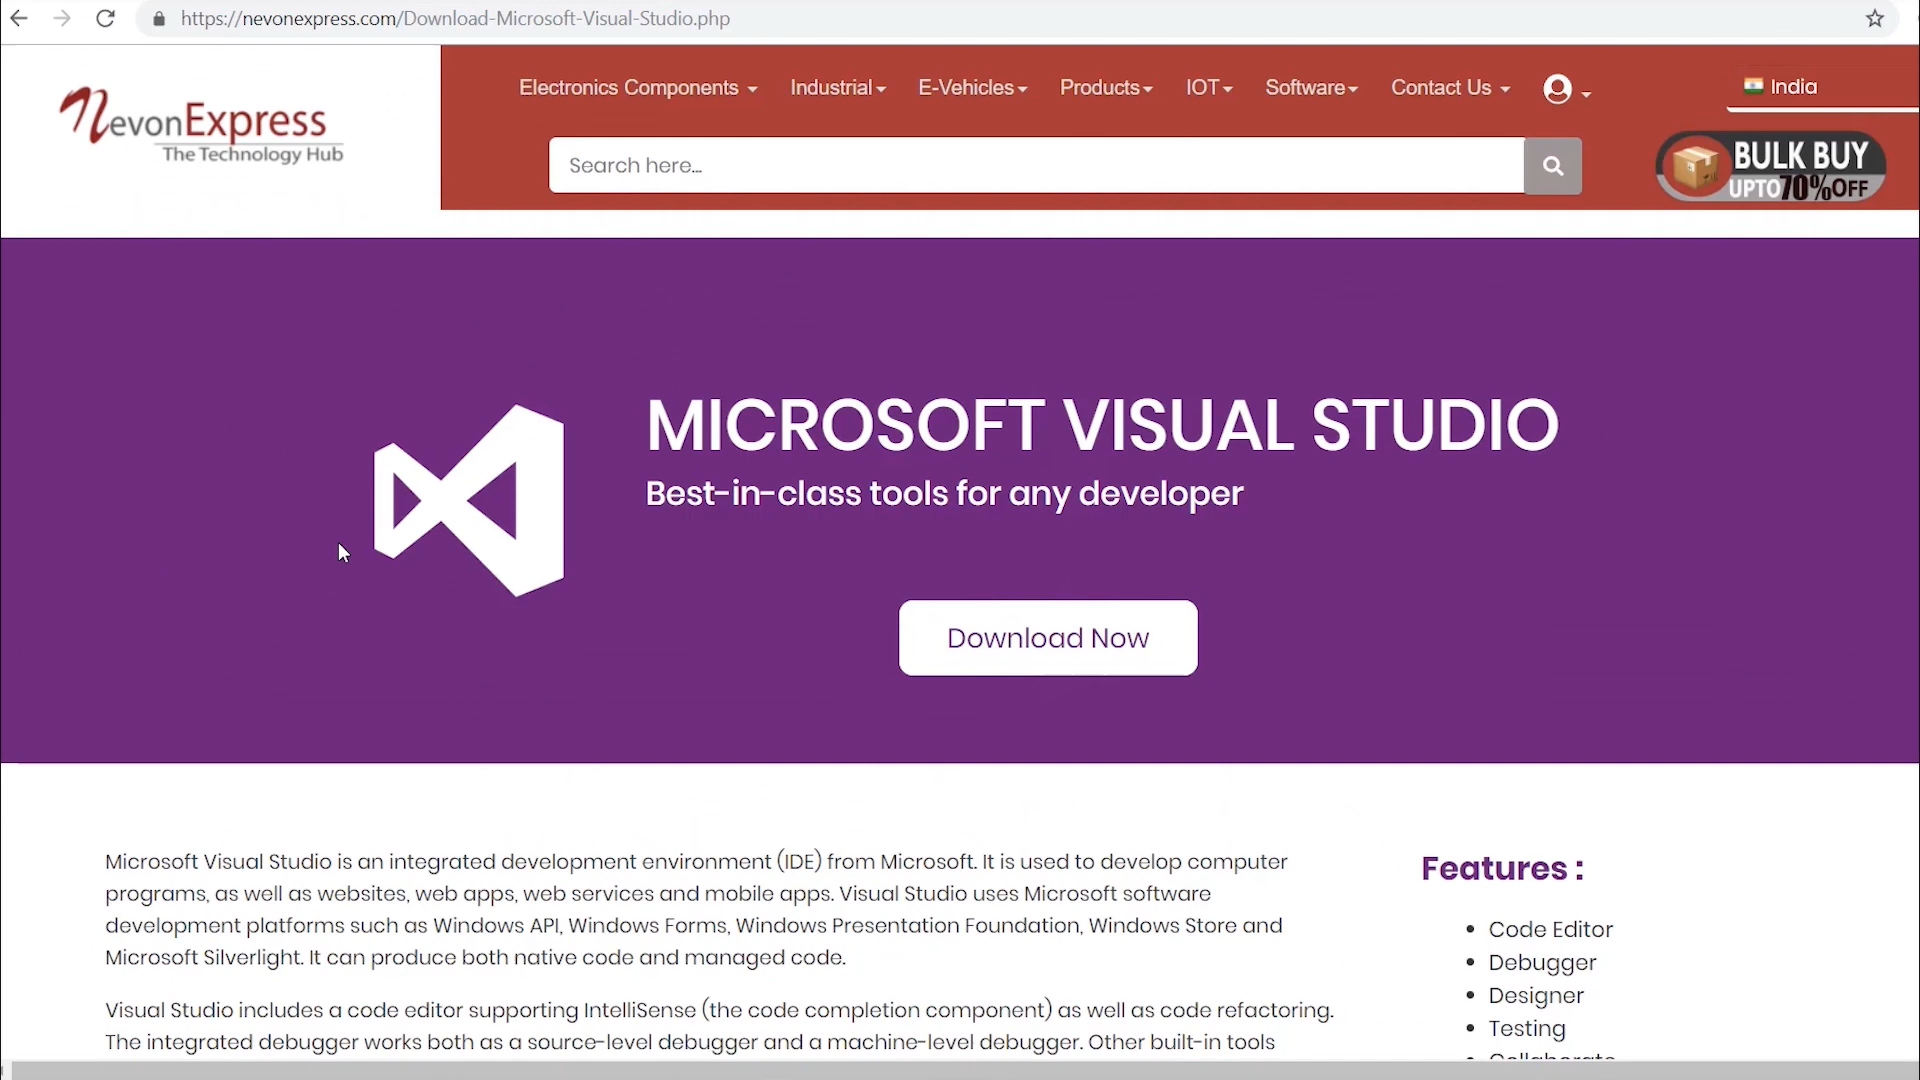 https://nevonexpress.com/Download-Microsoft-Visual-Studio.php
NevonExpress
The Technology Hub
Electronics Components Industrial E-Vehicles Products IOT Software Contact Us
India
Search here...
BULK BUY
UPTO 70% OFF
MICROSOFT VISUAL STUDIO
Best-in-class tools for any developer
Download Now
Microsoft Visual Studio is an integrated development environment (IDE) from Microsoft. It is used to develop computer
programs, as well as websites, web apps, web services and mobile apps. Visual Studio uses Microsoft software
development platforms such as Windows API, Windows Forms, Windows Presentation Foundation, Windows Store and
Microsoft Silverlight. It can produce both native code and managed code.
Visual Studio includes a code editor supporting IntelliSense (the code completion component) as well as code refactoring.
The integrated debugger works both as a source-level debugger and a machine-level debugger. Other built-in tools
Features :
Code Editor
Debugger
Designer
Testing